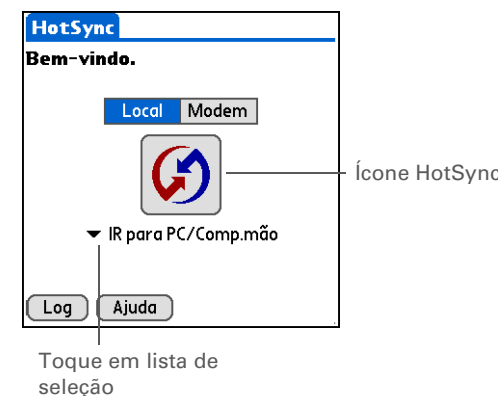 HotSync
Bem-vindo.
Local Modem
Ícone HotSync
IR para PC/Comp.mão
Log Ajuda
Toque em lista de
seleção